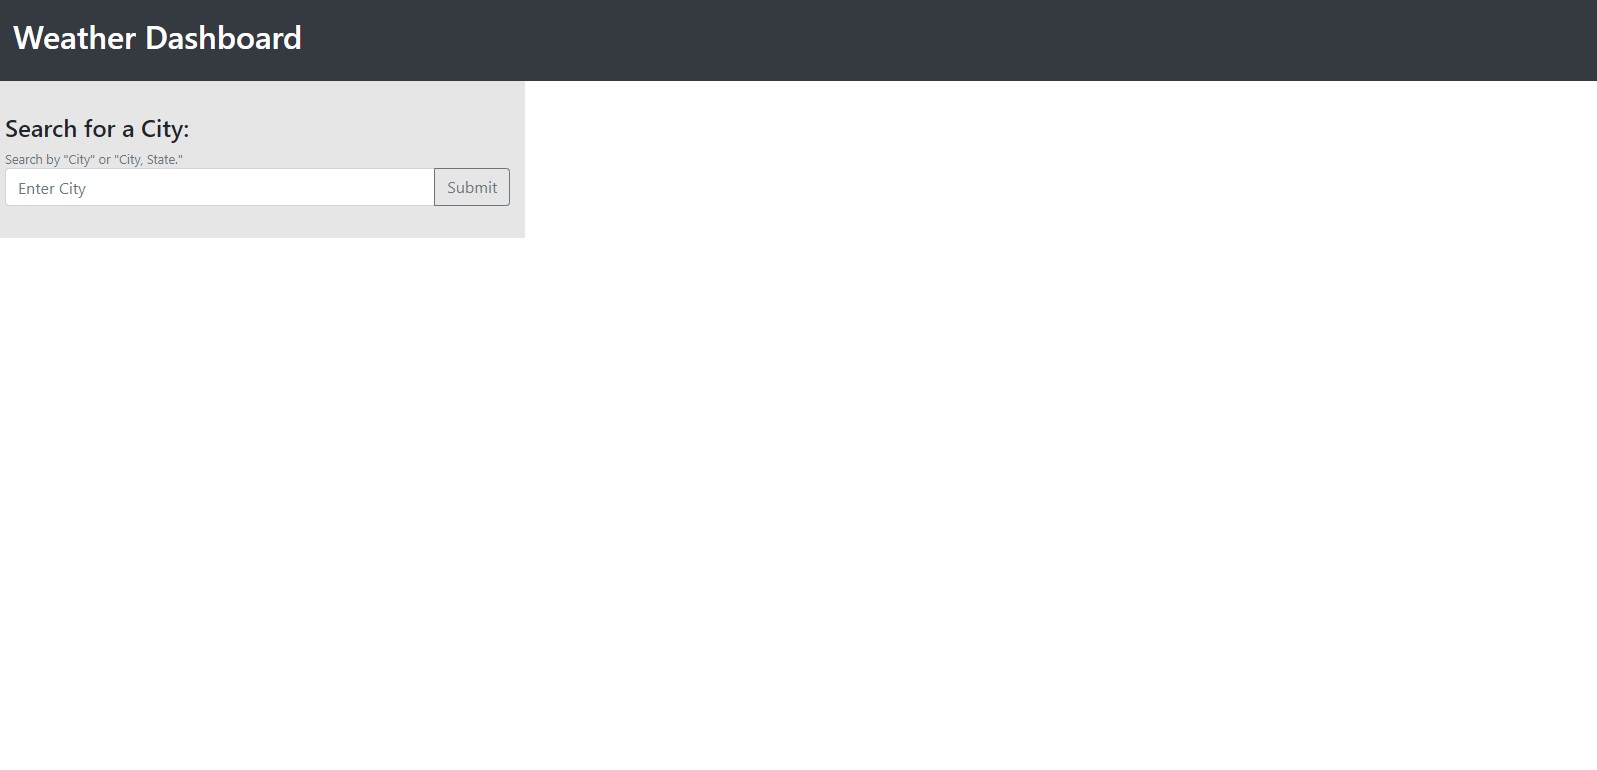 Weather Dashboard
Search for a City:
Search by "City" or "City, State."
Enter City
Submit